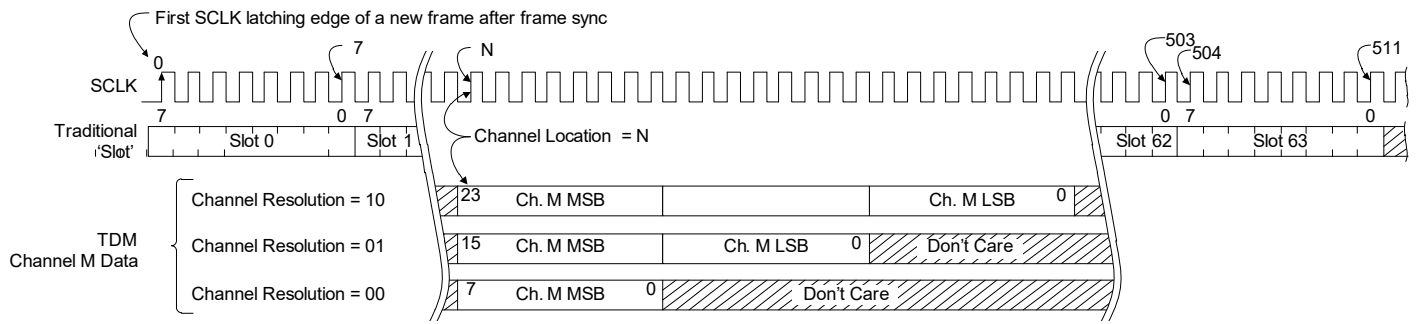 First SCLK latching edge of a new frame after frame sync
0 7 N 503 504 511
SCLK
7 0 7 0 7 0
Traditional 'Slot'
Slot 0 Slot 1 Channel Location = N Slot 62 Slot 63
Channel Resolution = 10 23 Ch. M MSB Ch. M LSB 0
TDM
Channel M Data
Channel Resolution = 01 15 Ch. M MSB Ch. M LSB 0 Don't Care
Channel Resolution = 00 7 Ch. M MSB 0 Don't Care